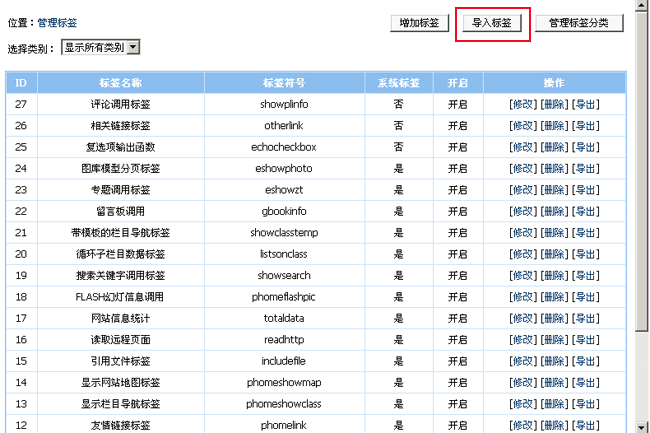 位置：管理标签 增加标签 导入标签 管理标签分类
选择类别： 显示所有类别
ID 标签名称 标签符号 系统标签 开启 操作
27 评论调用标签 showplinfo 否 开启 [修改] [删除] [导出]
26 相关链接标签 otherlink 否 开启 [修改] [删除] [导出]
25 复选项输出函数 echocheckbox 否 开启 [修改] [删除] [导出]
24 图库模型分页标签 eshowphoto 是 开启 [修改] [删除] [导出]
23 专题调用标签 eshowzt 是 开启 [修改] [删除] [导出]
22 留言板调用 gbookinfo 是 开启 [修改] [删除] [导出]
21 带模板的栏目导航标签 showclasstemp 是 开启 [修改] [删除] [导出]
20 循环子栏目数据标签 listsonclass 是 开启 [修改] [删除] [导出]
19 搜索关键字调用标签 showsearch 是 开启 [修改] [删除] [导出]
18 FLASH幻灯信息调用 phomeflashpic 是 开启 [修改] [删除] [导出]
17 网站信息统计 totaldata 是 开启 [修改] [删除] [导出]
16 读取远程页面 readhttp 是 开启 [修改] [删除] [导出]
15 引用文件标签 includefile 是 开启 [修改] [删除] [导出]
14 显示网站地图标签 phomeshowmap 是 开启 [修改] [删除] [导出]
13 显示栏目导航标签 phomeshowclass 是 开启 [修改] [删除] [导出]
12 友情链接标签 phomelink 是 开启 [修改] [删除] [导出]